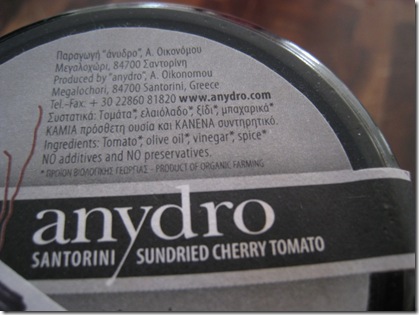 Παραγωγή "άνυδρο", Α. Οικονόμου
Μεγαλοχώρι, 84700 Σαντορίνη
Produced by "anydro", A. Oikonomou
Megalochori, 84700 Santorini, Greece
Tel.-Fax: + 30 22860 81820 www.anydro.com
Συστατικά: Τομάτα*, ελαιόλαδο*, ξίδι*, μπαχαρικά*
ΚΑΜΙΑ πρόσθετη ουσία και ΚΑΝΕΝΑ συντηρητικό.
Ingredients: Tomato*, olive oil*, vinegar*, spice*
NO additives and NO preservatives.
* ΠΡΟΪΟΝ ΒΙΟΛΟΓΙΚΗΣ ΓΕΩΡΓΙΑΣ - PRODUCT OF ORGANIC FARMING
anydro
SANTORINI / SUNDRIED CHERRY TOMATO